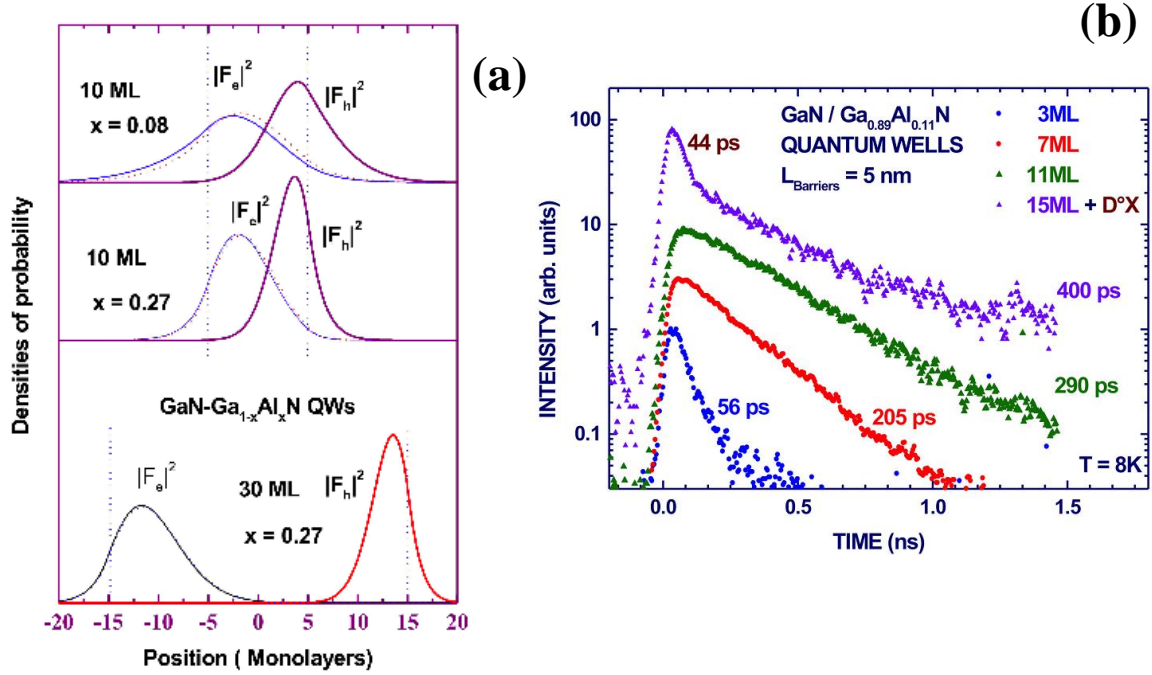 (a)
Densities of probability
10 ML
x = 0.08
|Fₑ|²
|Fₕ|²
10 ML
x = 0.27
|Fₑ|²
|Fₕ|²
GaN-Ga₁₋ₓAlₓN QWs
30 ML
x = 0.27
|Fₑ|²
|Fₕ|²
-20 -15 -10 -5 0 5 10 15 20
Position ( Monolayers)
(b)
INTENSITY (arb. units)
100
10
1
0.1
GaN / Ga₀.₈₉Al₀.₁₁N
QUANTUM WELLS
L_Barriers = 5 nm
3ML
7ML
11ML
15ML + D°X
44 ps
400 ps
290 ps
205 ps
56 ps
T = 8K
0.0 0.5 1.0 1.5
TIME (ns)